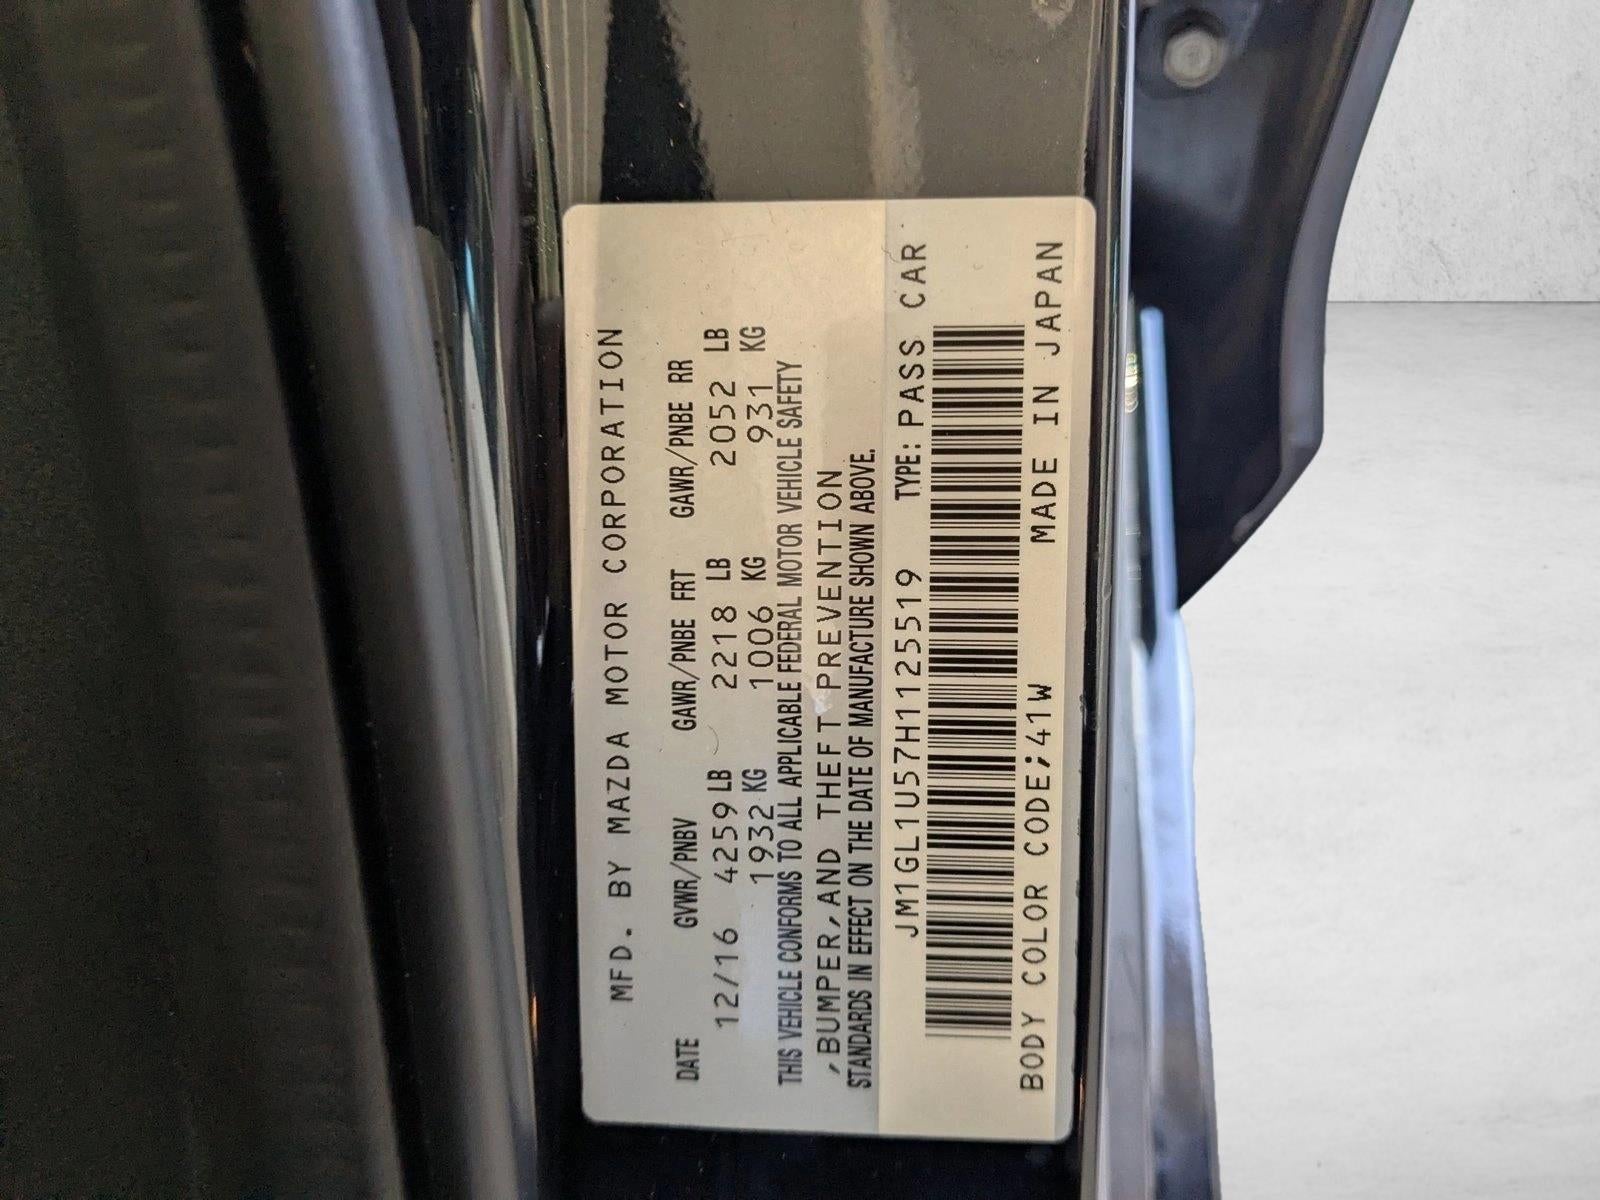 MFD. BY MAZDA MOTOR CORPORATION
DATE GVWR/PNBV GAWR/PNBE FRT GAWR/PNBE RR
12/16 4259 LB 2218 LB 2052 LB
1932 KG 1006 KG 931 KG
THIS VEHICLE CONFORMS TO ALL APPLICABLE FEDERAL MOTOR VEHICLE SAFETY
,BUMPER,AND THEFT PREVENTION
STANDARDS IN EFFECT ON THE DATE OF MANUFACTURE SHOWN ABOVE.
JM1GL1U57H1125519 TYPE: PASS CAR
BODY COLOR CODE;41W MADE IN JAPAN